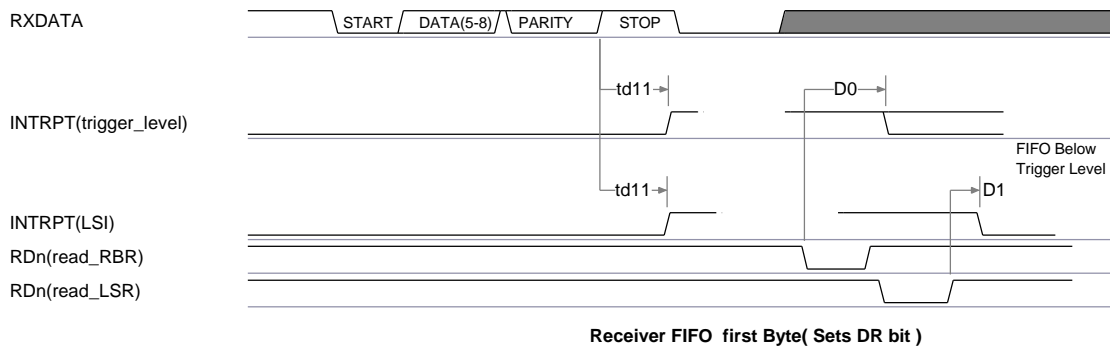 RXDATA
START DATA(5-8) PARITY STOP
td11 D0
INTRPT(trigger_level)
FIFO Below
Trigger Level
td11 D1
INTRPT(LSI)
RDn(read_RBR)
RDn(read_LSR)
Receiver FIFO first Byte( Sets DR bit )